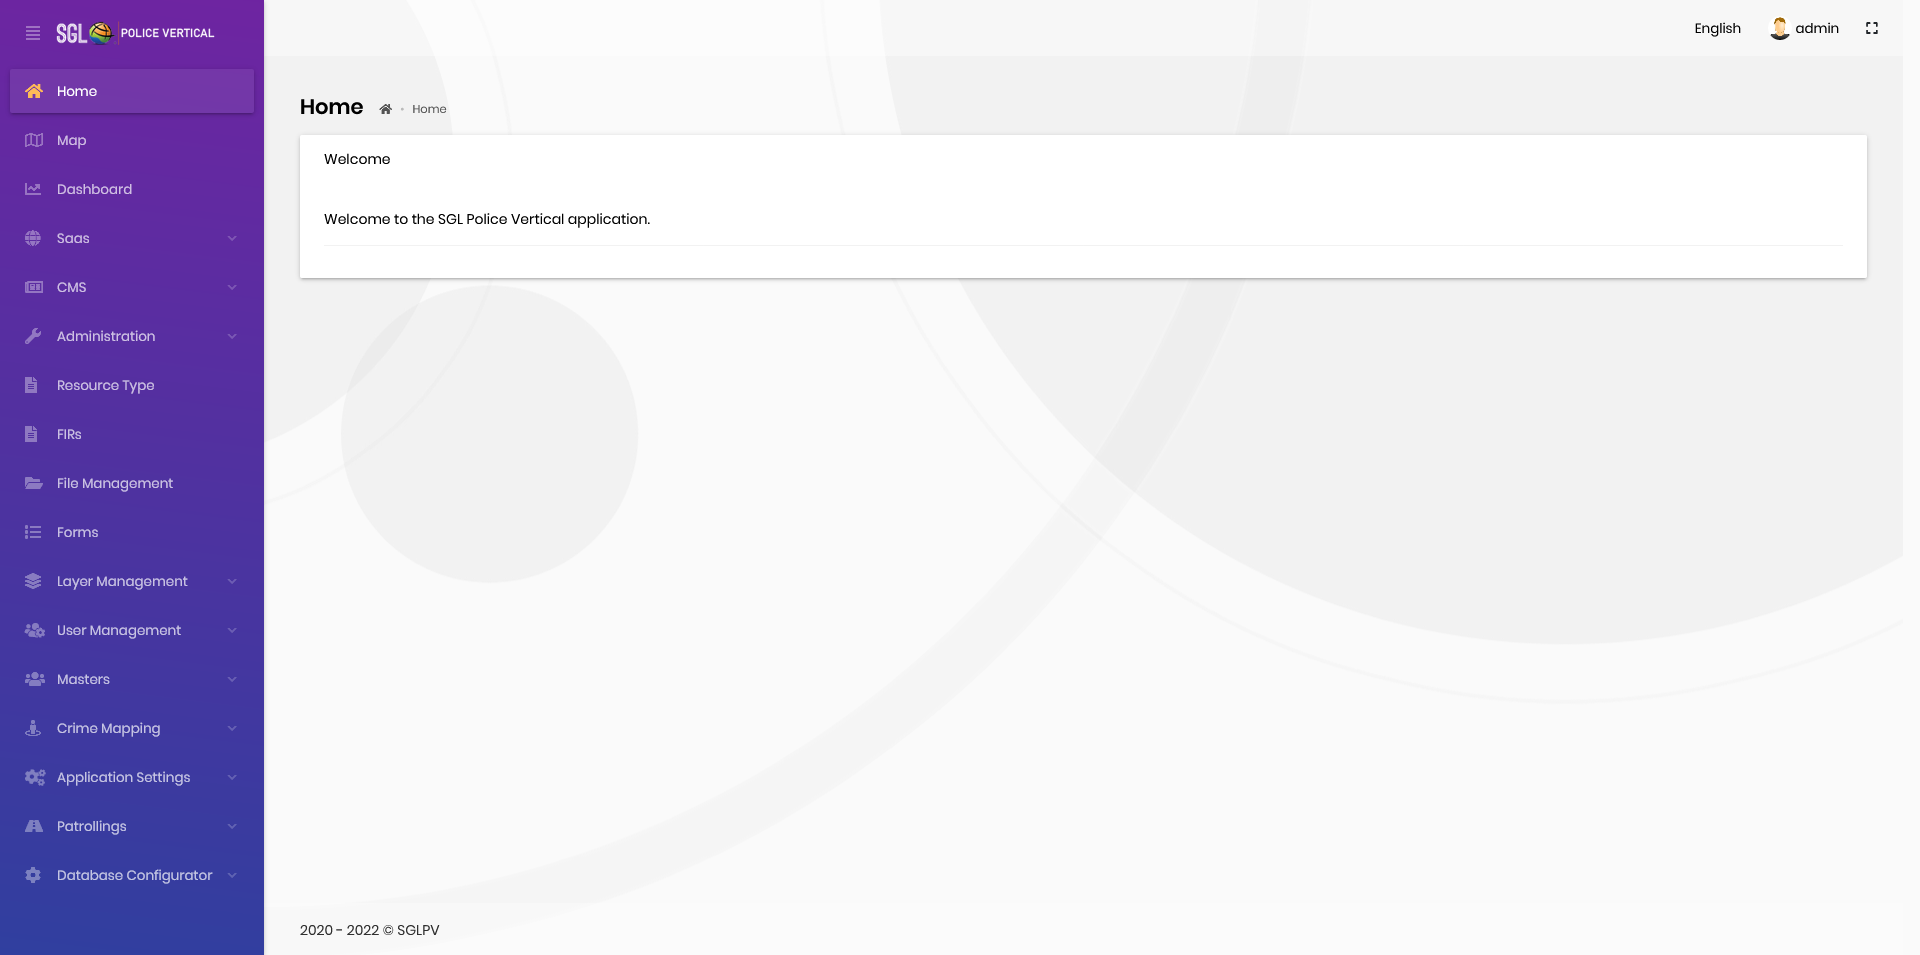 SGL POLICE VERTICAL
English
admin
Home
Map
Dashboard
Saas
CMS
Administration
Resource Type
FIRs
File Management
Forms
Layer Management
User Management
Masters
Crime Mapping
Application Settings
Patrollings
Database Configurator
Home
Home
Welcome
Welcome to the SGL Police Vertical application.
2020 - 2022 © SGLPV